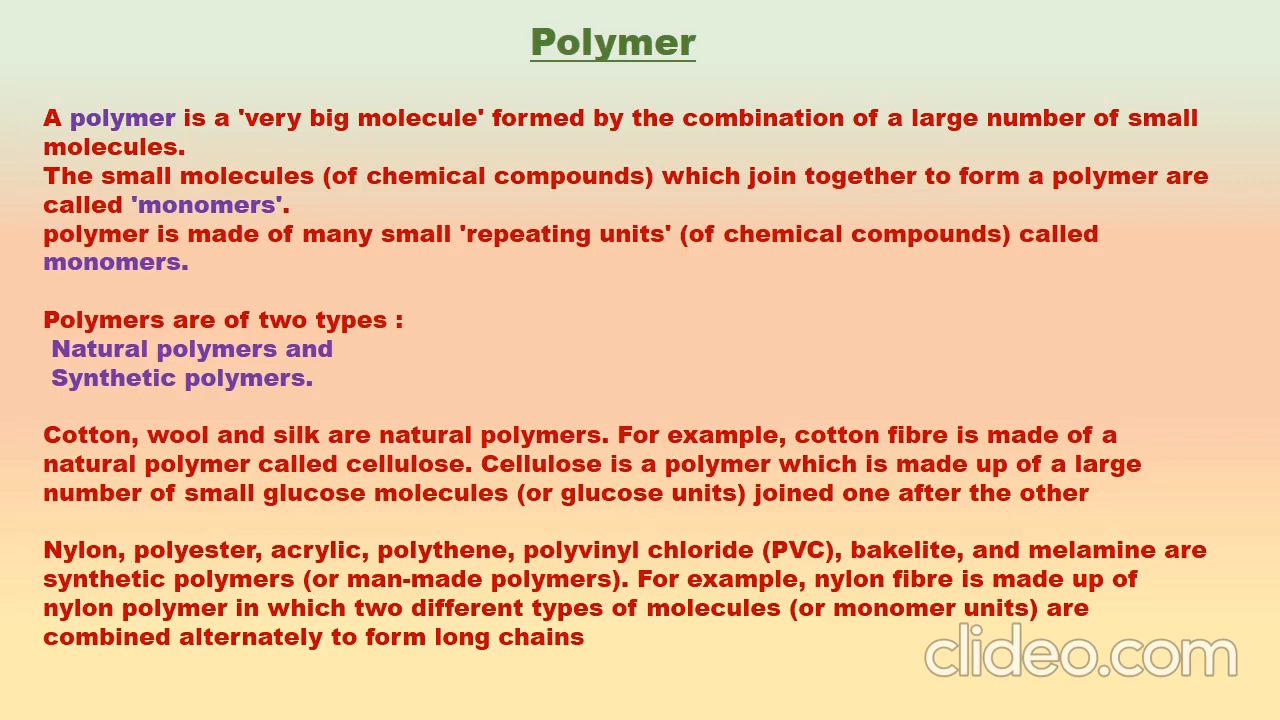 Polymer
A polymer is a 'very big molecule' formed by the combination of a large number of small
molecules.
The small molecules (of chemical compounds) which join together to form a polymer are
called 'monomers'.
polymer is made of many small 'repeating units' (of chemical compounds) called
monomers.
Polymers are of two types :
Natural polymers and
Synthetic polymers.
Cotton, wool and silk are natural polymers. For example, cotton fibre is made of a
natural polymer called cellulose. Cellulose is a polymer which is made up of a large
number of small glucose molecules (or glucose units) joined one after the other
Nylon, polyester, acrylic, polythene, polyvinyl chloride (PVC), bakelite, and melamine are
synthetic polymers (or man-made polymers). For example, nylon fibre is made up of
nylon polymer in which two different types of molecules (or monomer units) are
combined alternately to form long chains
clideo.com